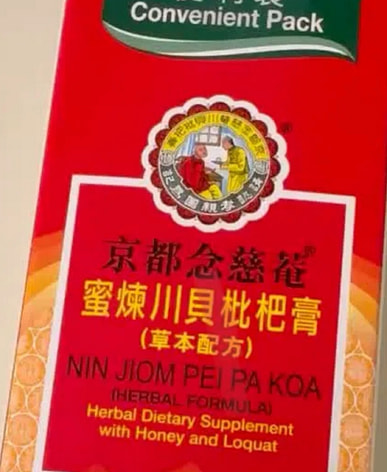 Convenient Pack
京都念慈菴
蜜煉川貝枇杷膏
(草本配方)
NIN JIOM PEI PA KOA
(HERBAL FORMULA)
Herbal Dietary Supplement
with Honey and Loquat